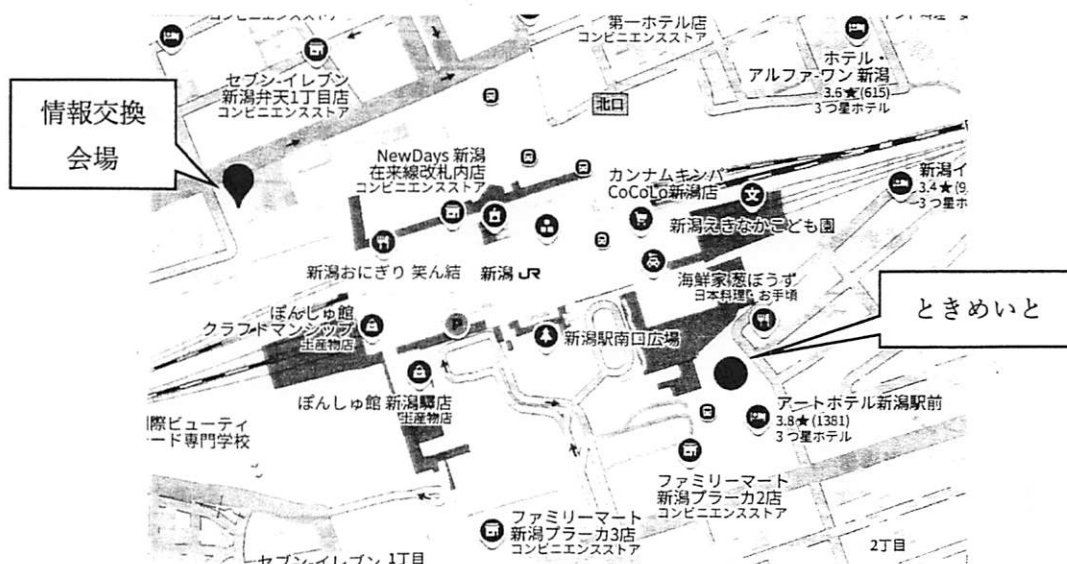 第一ホテル店
コンビニエンスストア
コンビニエンスストア
セブン-イレブン
新潟弁天1丁目店
コンビニエンスストア
ホテル・
アルファ-ワン 新潟
3.6★(615)
3つ星ホテル
北口
情報交換
会場
NewDays 新潟
在来線改札内店
コンビニエンスストア
カンナムキンパ
CoCoLo新潟店
新潟イ
3.4★(9
3つ星ホ
新潟えきなかこども園
新潟おにぎり 笑ん結
新潟 JR
海鮮家 葱ぼうず
日本料理・お手頃
ときめいと
ぽんしゅ館
クラフトマンシップ
土産物店
P
新潟駅南口広場
ぽんしゅ館 新潟驛店
土産物店
アートホテル新潟駅前
3.8★(1381)
3つ星ホテル
際ビューティ
ード専門学校
ファミリーマート
新潟プラーカ2店
コンビニエンスストア
ファミリーマート
新潟プラーカ3店
コンビニエンスストア
セブン-イレブン
1丁目
2丁目